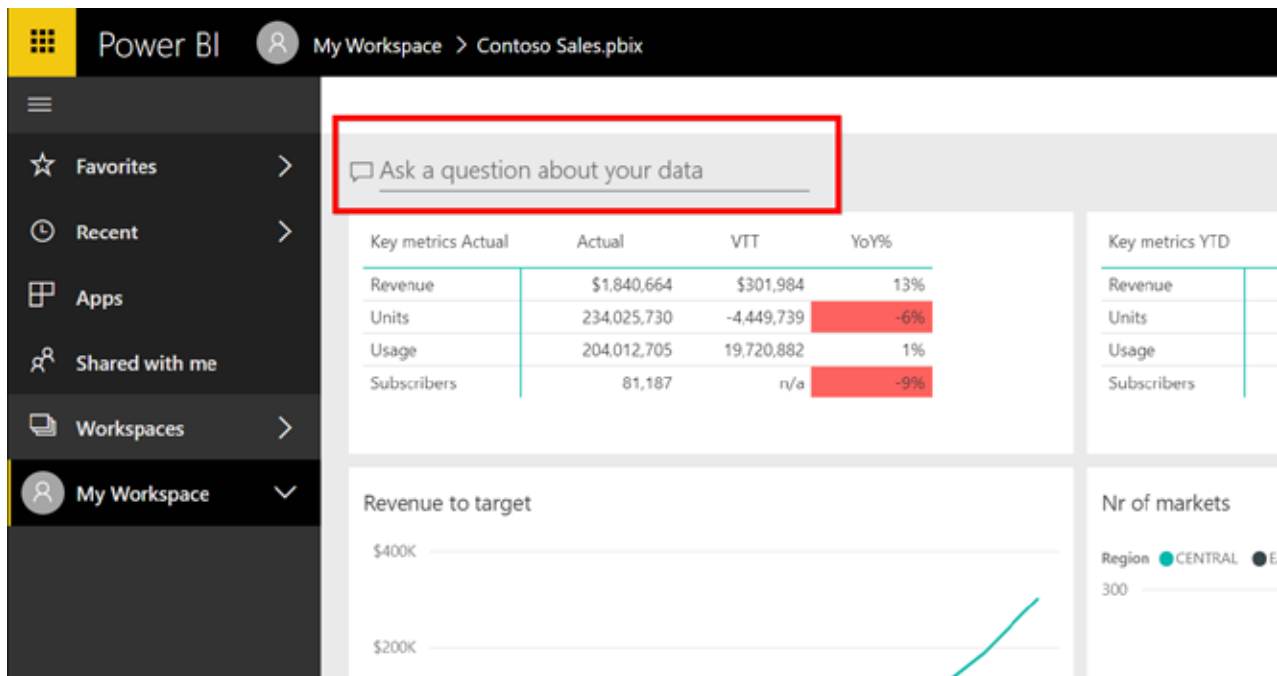 Power BI My Workspace > Contoso Sales.pbix
Favorites
Recent
Apps
Shared with me
Workspaces
My Workspace
Ask a question about your data
Key metrics Actual Actual VTT YoY%
Revenue $1,840,664 $301,984 13%
Units 234,025,730 -4,449,739 -6%
Usage 204,012,705 19,720,882 1%
Subscribers 81,187 n/a -9%
Key metrics YTD
Revenue
Units
Usage
Subscribers
Revenue to target
$400K
$200K
Nr of markets
Region CENTRAL E
300